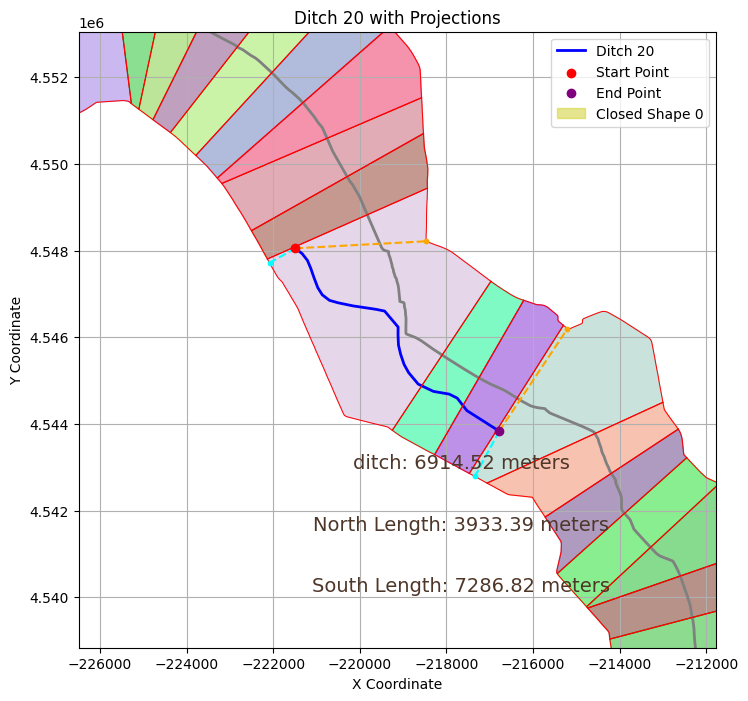 Ditch 20 with Projections
1e6
Ditch 20
Start Point
End Point
Closed Shape 0
4.552
4.550
4.548
4.546
4.544
4.542
4.540
Y Coordinate
ditch: 6914.52 meters
North Length: 3933.39 meters
South Length: 7286.82 meters
−226000 −224000 −222000 −220000 −218000 −216000 −214000 −212000
X Coordinate